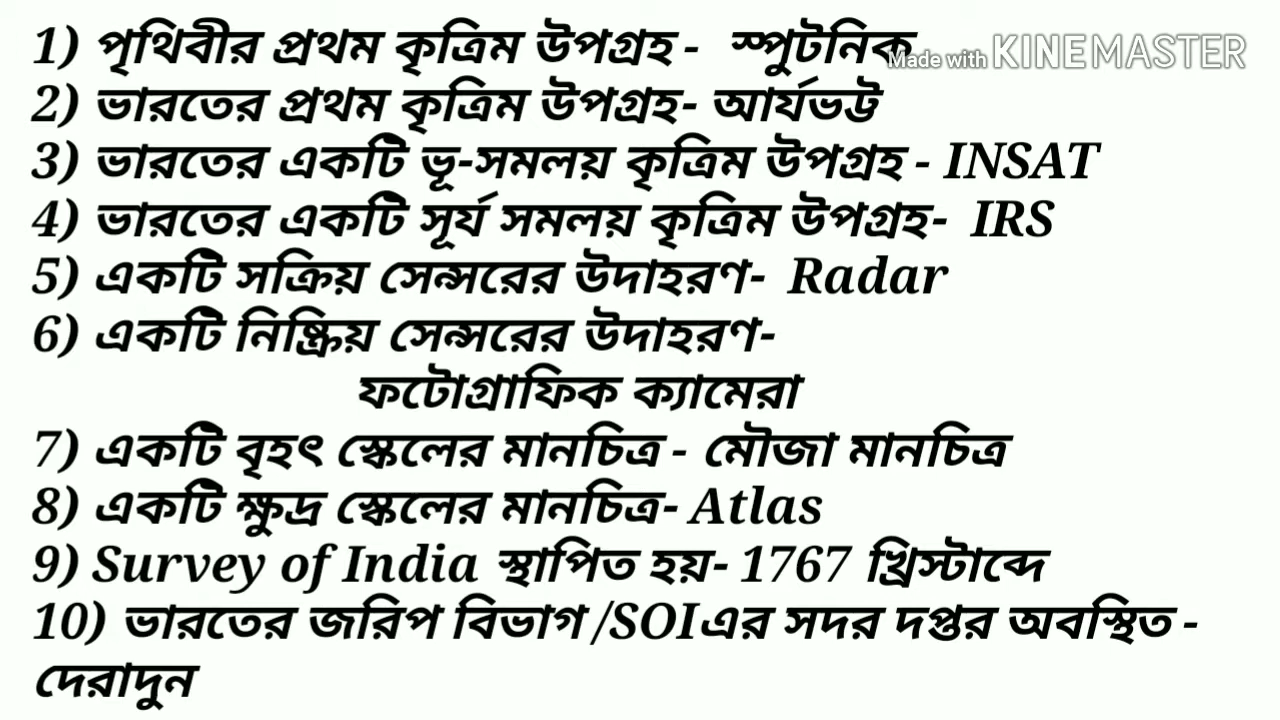 1) পৃথিবীর প্রথম কৃত্রিম উপগ্রহ - স্পুটনিক
Made with KINEMASTER
2) ভারতের প্রথম কৃত্রিম উপগ্রহ- আর্যভট্ট
3) ভারতের একটি ভূ-সমলয় কৃত্রিম উপগ্রহ - INSAT
4) ভারতের একটি সূর্য সমলয় কৃত্রিম উপগ্রহ- IRS
5) একটি সক্রিয় সেন্সরের উদাহরণ- Radar
6) একটি নিষ্ক্রিয় সেন্সরের উদাহরণ-
ফটোগ্রাফিক ক্যামেরা
7) একটি বৃহৎ স্কেলের মানচিত্র - মৌজা মানচিত্র
8) একটি ক্ষুদ্র স্কেলের মানচিত্র- Atlas
9) Survey of India স্থাপিত হয়- 1767 খ্রিস্টাব্দে
10) ভারতের জরিপ বিভাগ /SOIএর সদর দপ্তর অবস্থিত -
দেরাদুন